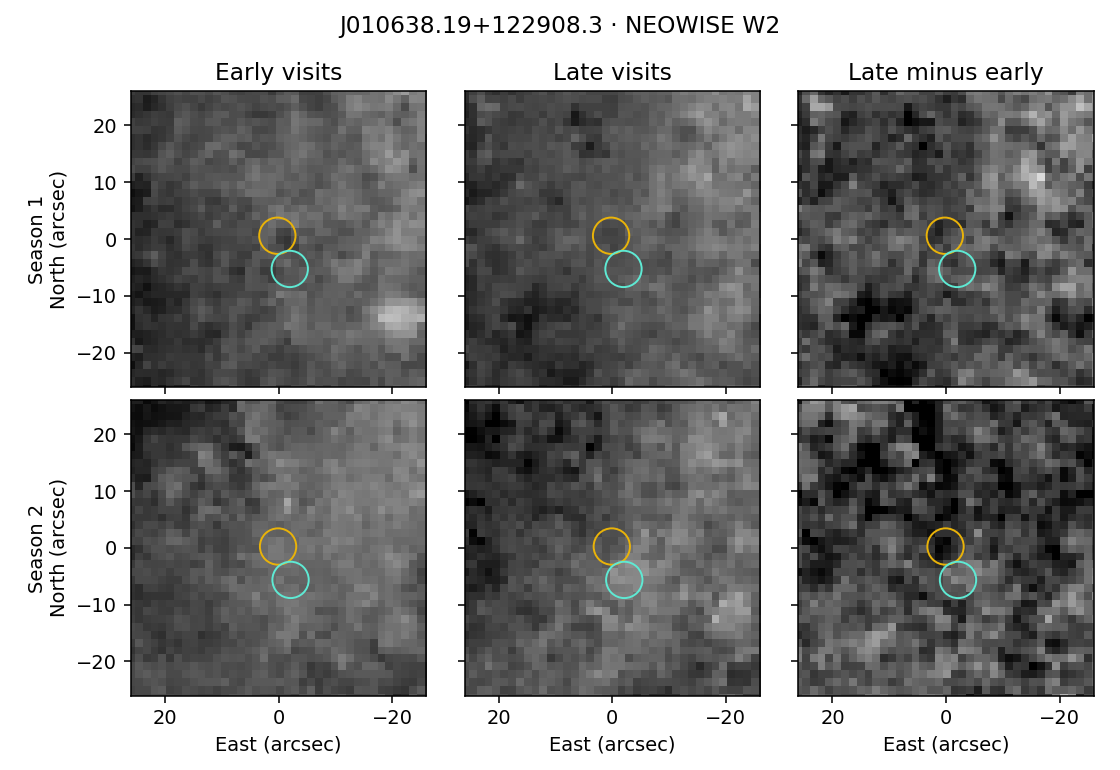 J010638.19+122908.3 · NEOWISE W2
Early visits
Late visits
Late minus early
Season 1
North (arcsec)
20
10
0
−10
−20
Season 2
North (arcsec)
20
10
0
−10
−20
20
0
−20
20
0
−20
20
0
−20
East (arcsec)
East (arcsec)
East (arcsec)